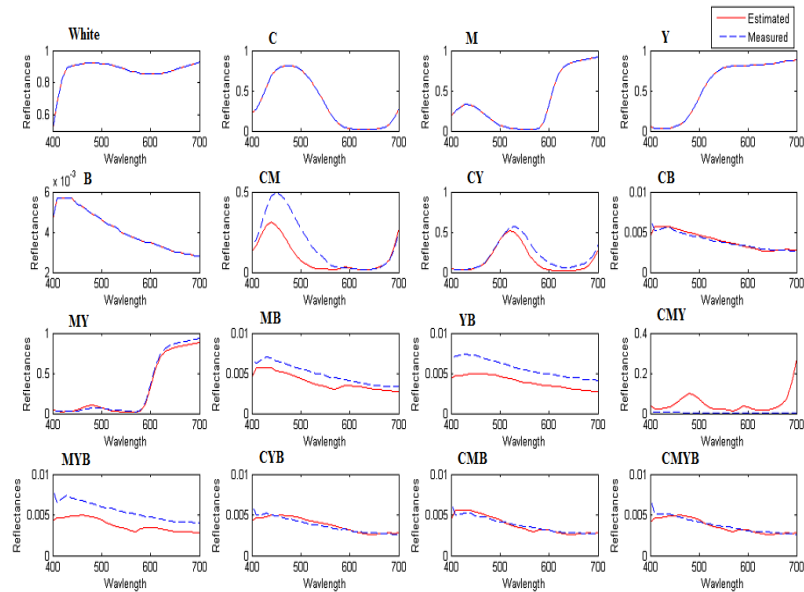 Estimated
Measured
White
C
M
Y
1
0.8
0.6
400 500 600 700
Wavlength
Reflectances
1
0.5
0
400 500 600 700
Wavlength
Reflectances
1
0.5
0
400 500 600 700
Wavlength
Reflectances
1
0.5
0
400 500 600 700
Wavlength
Reflectances
x 10⁻³
B
CM
CY
CB
6
4
2
400 500 600 700
Wavlength
Reflectances
0.5
0
400 500 600 700
Wavlength
Reflectances
1
0.5
0
400 500 600 700
Wavlength
Reflectances
0.01
0.005
0
400 500 600 700
Wavlength
Reflectances
MY
MB
YB
CMY
1
0.5
0
400 500 600 700
Wavlength
Reflectances
0.01
0.005
0
400 500 600 700
Wavlength
Reflectances
0.01
0.005
0
400 500 600 700
Wavlength
Reflectances
0.4
0.2
0
400 500 600 700
Wavlength
Reflectances
MYB
CYB
CMB
CMYB
0.01
0.005
0
400 500 600 700
Wavlength
Reflectances
0.01
0.005
0
400 500 600 700
Wavlength
Reflectances
0.01
0.005
0
400 500 600 700
Wavlength
Reflectances
0.01
0.005
0
400 500 600 700
Wavlength
Reflectances